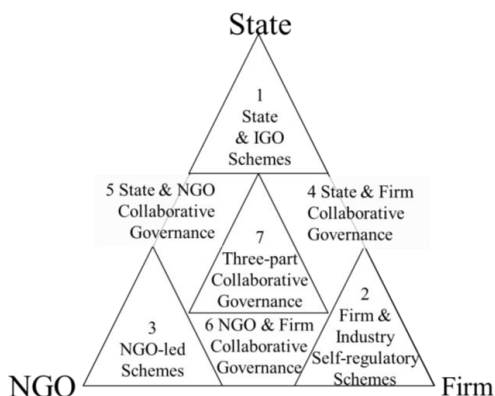 State
1
State
& IGO
Schemes
5 State & NGO
Collaborative
Governance
4 State & Firm
Collaborative
Governance
7
Three-part
Collaborative
Governance
3
NGO-led
Schemes
6 NGO & Firm
Collaborative
Governance
2
Firm &
Industry
Self-regulatory
Schemes
NGO
Firm